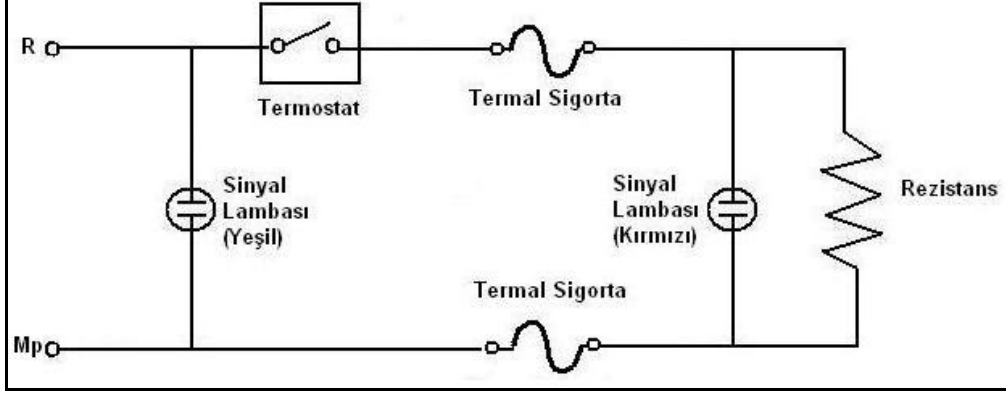 R
Termostat
Termal Sigorta
Sinyal
Lambası
(Yeşil)
Sinyal
Lambası
(Kırmızı)
Rezistans
Termal Sigorta
Mp